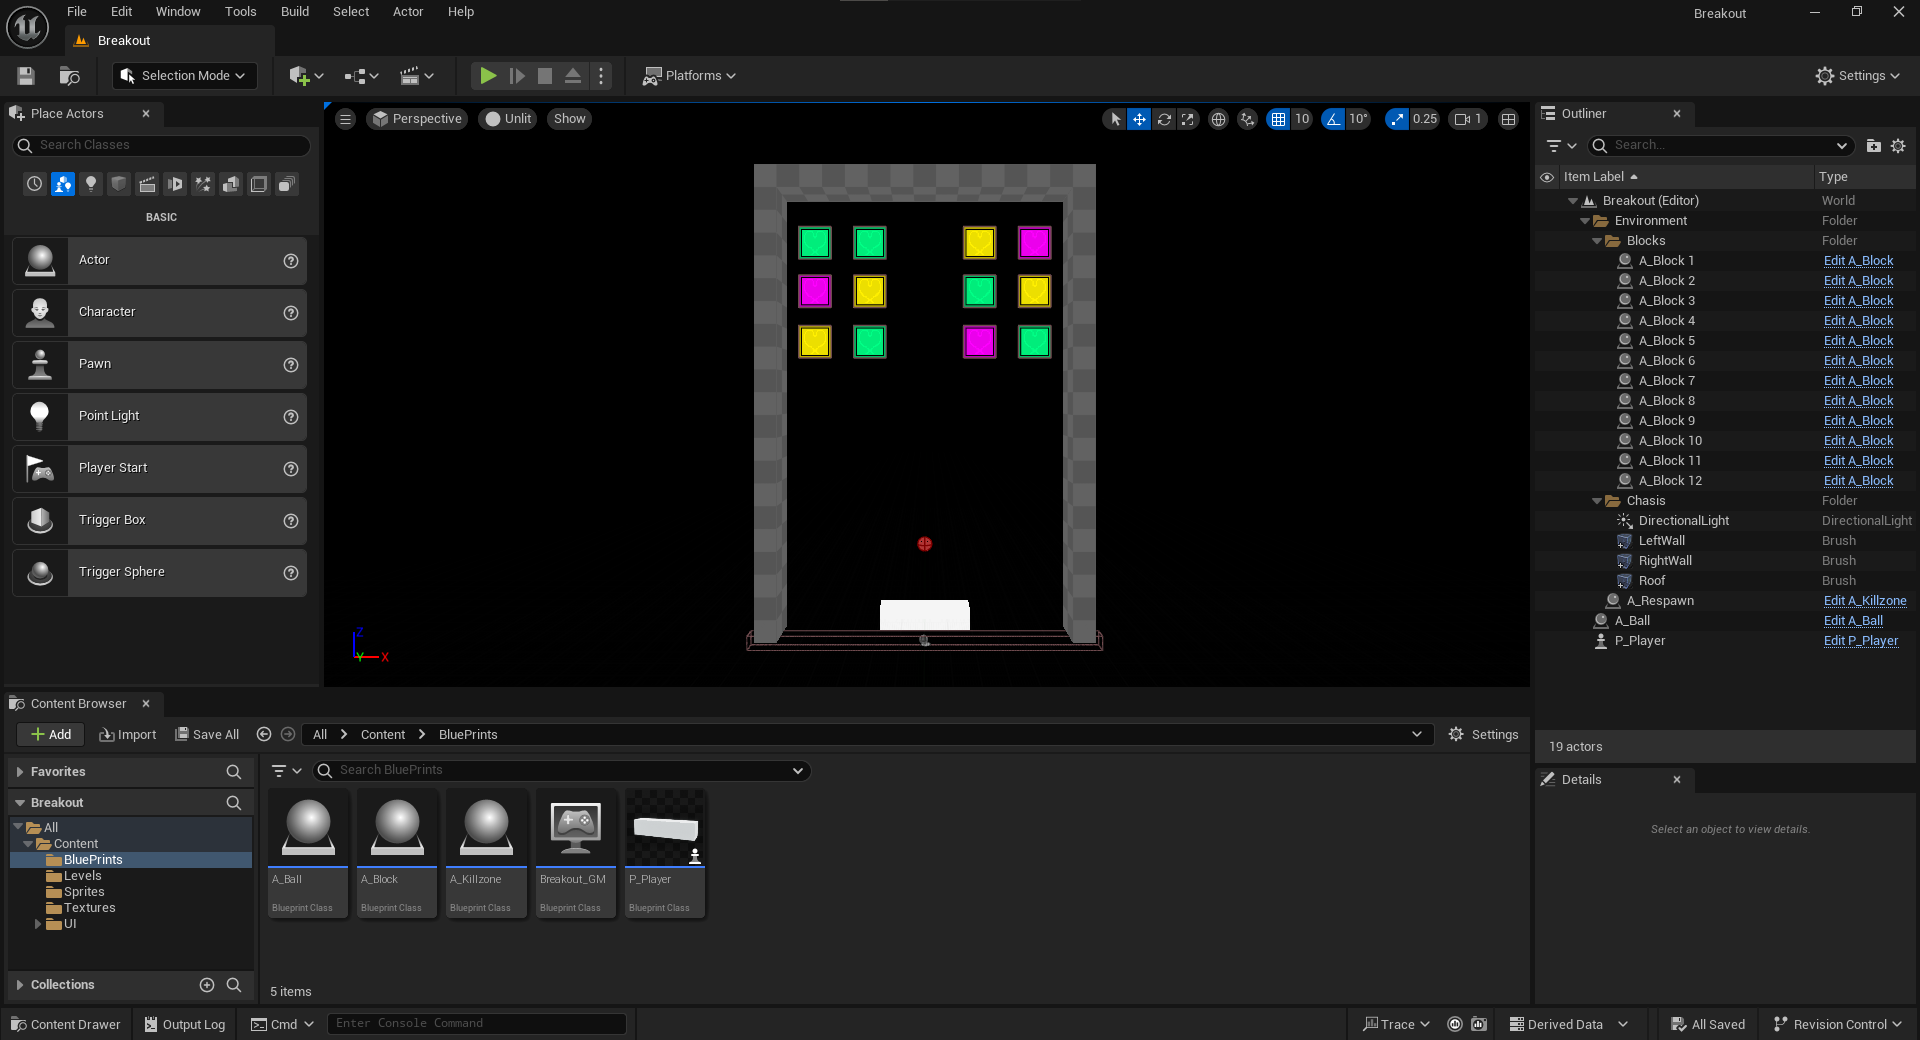 File Edit Window Tools Build Select Actor Help
Breakout
Breakout
Selection Mode
Platforms
Settings
Place Actors
Search Classes
BASIC
Actor
Character
Pawn
Point Light
Player Start
Trigger Box
Trigger Sphere
Perspective Unlit Show
10 10° 0.25 1
Z
Y X
Outliner
Search...
Item Label Type
Breakout (Editor) World
Environment Folder
Blocks Folder
A_Block 1 Edit A_Block
A_Block 2 Edit A_Block
A_Block 3 Edit A_Block
A_Block 4 Edit A_Block
A_Block 5 Edit A_Block
A_Block 6 Edit A_Block
A_Block 7 Edit A_Block
A_Block 8 Edit A_Block
A_Block 9 Edit A_Block
A_Block 10 Edit A_Block
A_Block 11 Edit A_Block
A_Block 12 Edit A_Block
Chasis Folder
DirectionalLight DirectionalLight
LeftWall Brush
RightWall Brush
Roof Brush
A_Respawn Edit A_Killzone
A_Ball Edit A_Ball
P_Player Edit P_Player
19 actors
Details
Select an object to view details.
Content Browser
Add Import Save All All Content BluePrints Settings
Favorites
Breakout
All
Content
BluePrints
Levels
Sprites
Textures
UI
Collections
Search BluePrints
A_Ball A_Block A_Killzone Breakout_GM P_Player
Blueprint Class Blueprint Class Blueprint Class Blueprint Class Blueprint Class
5 items
Content Drawer Output Log Cmd Enter Console Command Trace Derived Data All Saved Revision Control